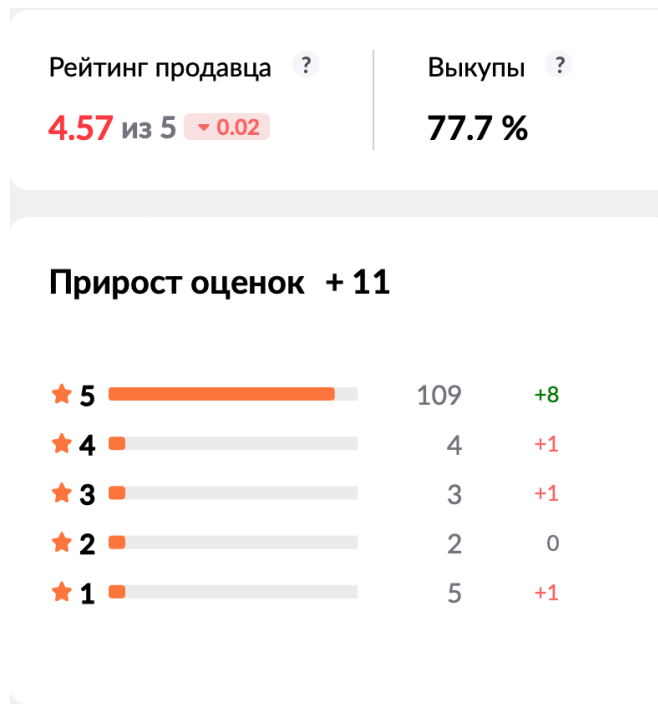 Рейтинг продавца ?
4.57 из 5 0.02
Выкупы ?
77.7 %
Прирост оценок + 11
5 109 +8
4 4 +1
3 3 +1
2 2 0
1 5 +1